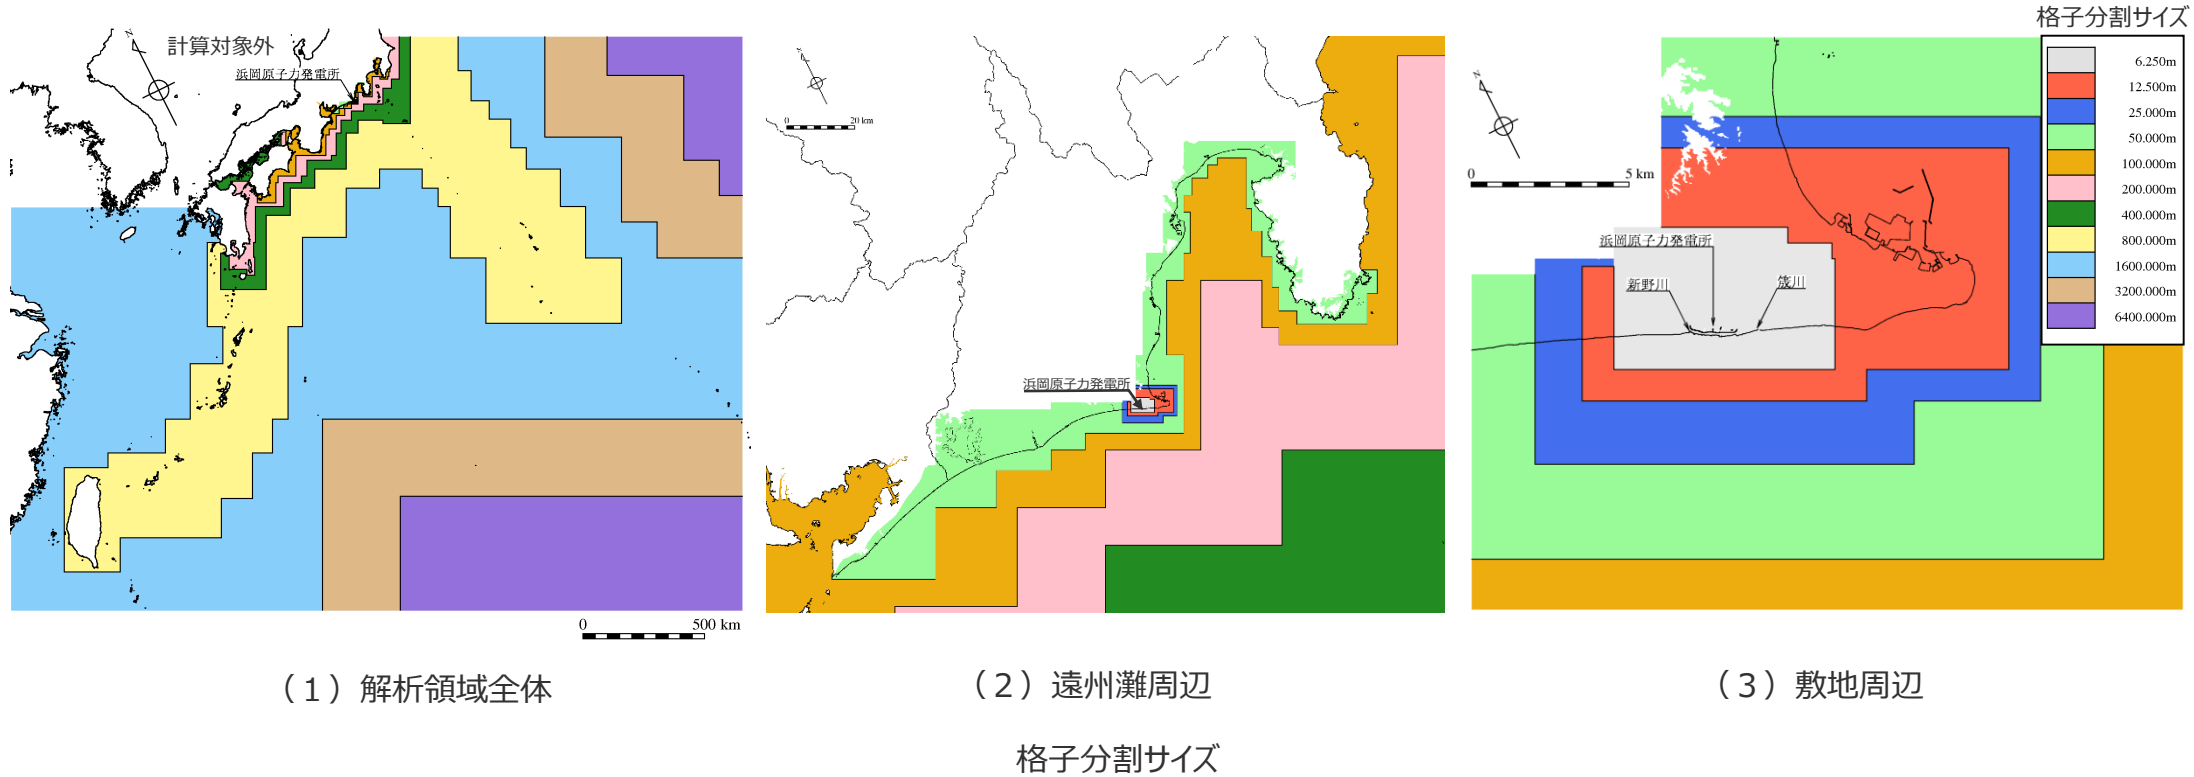 格子分割サイズ
計算対象外
浜岡原子力発電所
N
0 500 km
（１）解析領域全体
N
0 20 km
浜岡原子力発電所
（２）遠州灘周辺
N
0 5 km
浜岡原子力発電所
新野川
筬川
6.250m
12.500m
25.000m
50.000m
100.000m
200.000m
400.000m
800.000m
1600.000m
3200.000m
6400.000m
（３）敷地周辺
格子分割サイズ